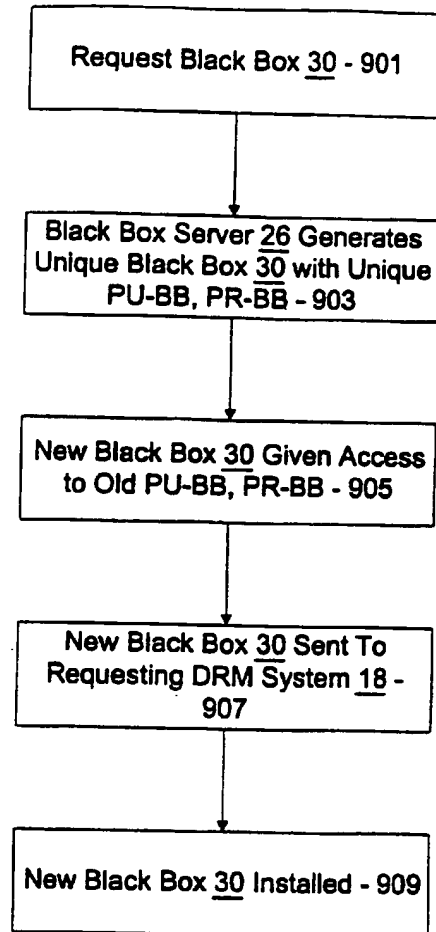 Request Black Box 30 - 901
Black Box Server 26 Generates
Unique Black Box 30 with Unique
PU-BB, PR-BB - 903
New Black Box 30 Given Access
to Old PU-BB, PR-BB - 905
New Black Box 30 Sent To
Requesting DRM System 18 -
907
New Black Box 30 Installed - 909